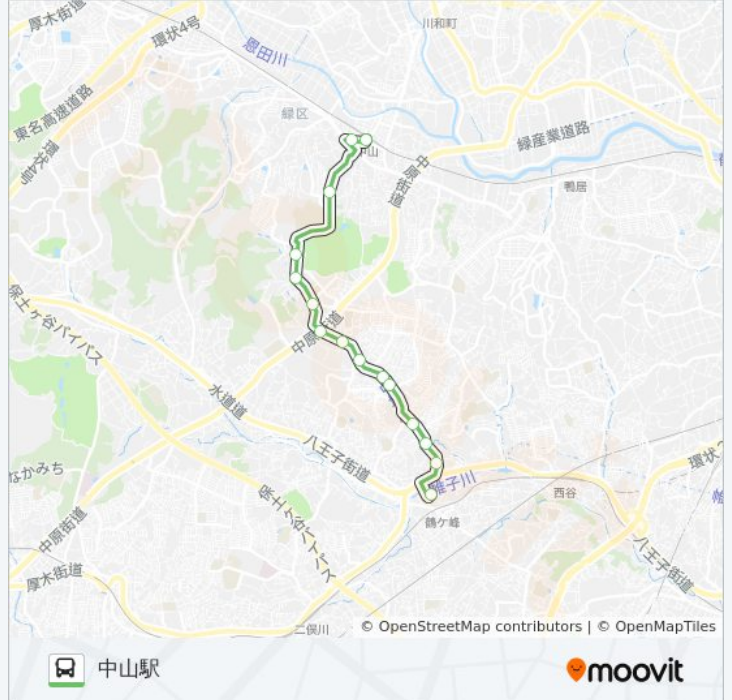 厚木街道
環状4号
川和町
恩田川
東名高速道路
緑区
緑産業道路
環状4号
中山
中原街道
鴨居
保土ヶ谷バイパス
中原街道
水道道
八王子街道
環状2
なかみち
帷子川
西谷
保土ヶ谷バイパス
鶴ケ峰
中原街道
八王子街道
厚木街道
二俣川
© OpenStreetMap contributors | © OpenMapTiles
中山駅
moovit